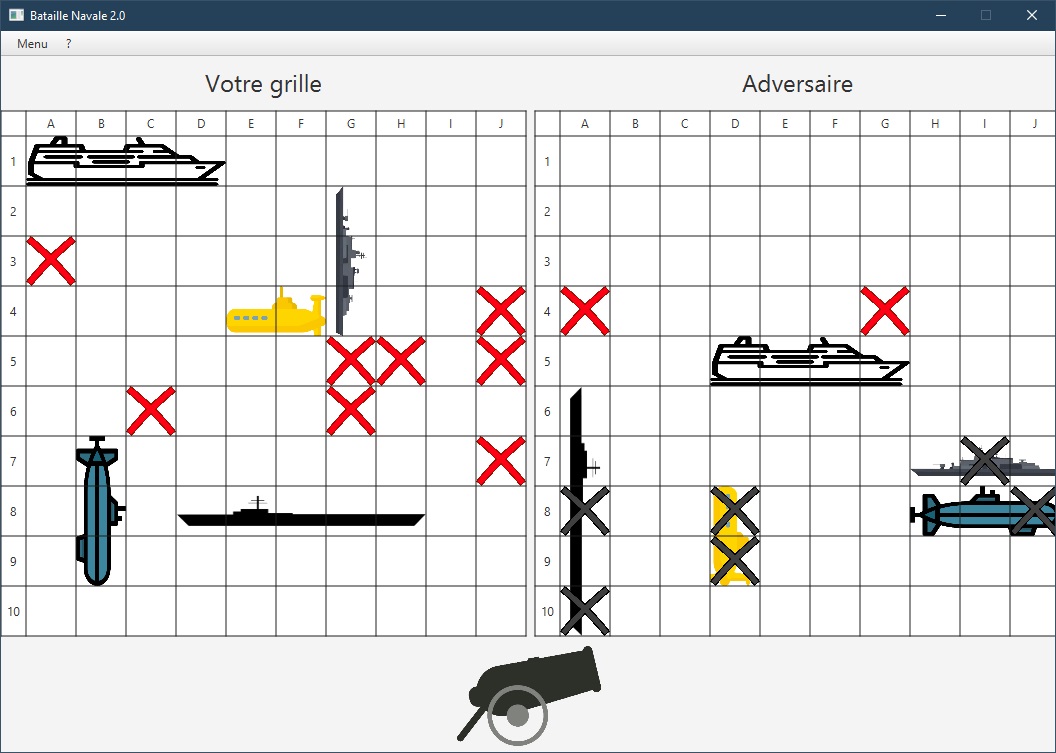 Bataille Navale 2.0
Menu ?
Votre grille Adversaire
A B C D E F G H I J A B C D E F G H I J
1 1
2 2
3 3
4 4
5 5
6 6
7 7
8 8
9 9
10 10